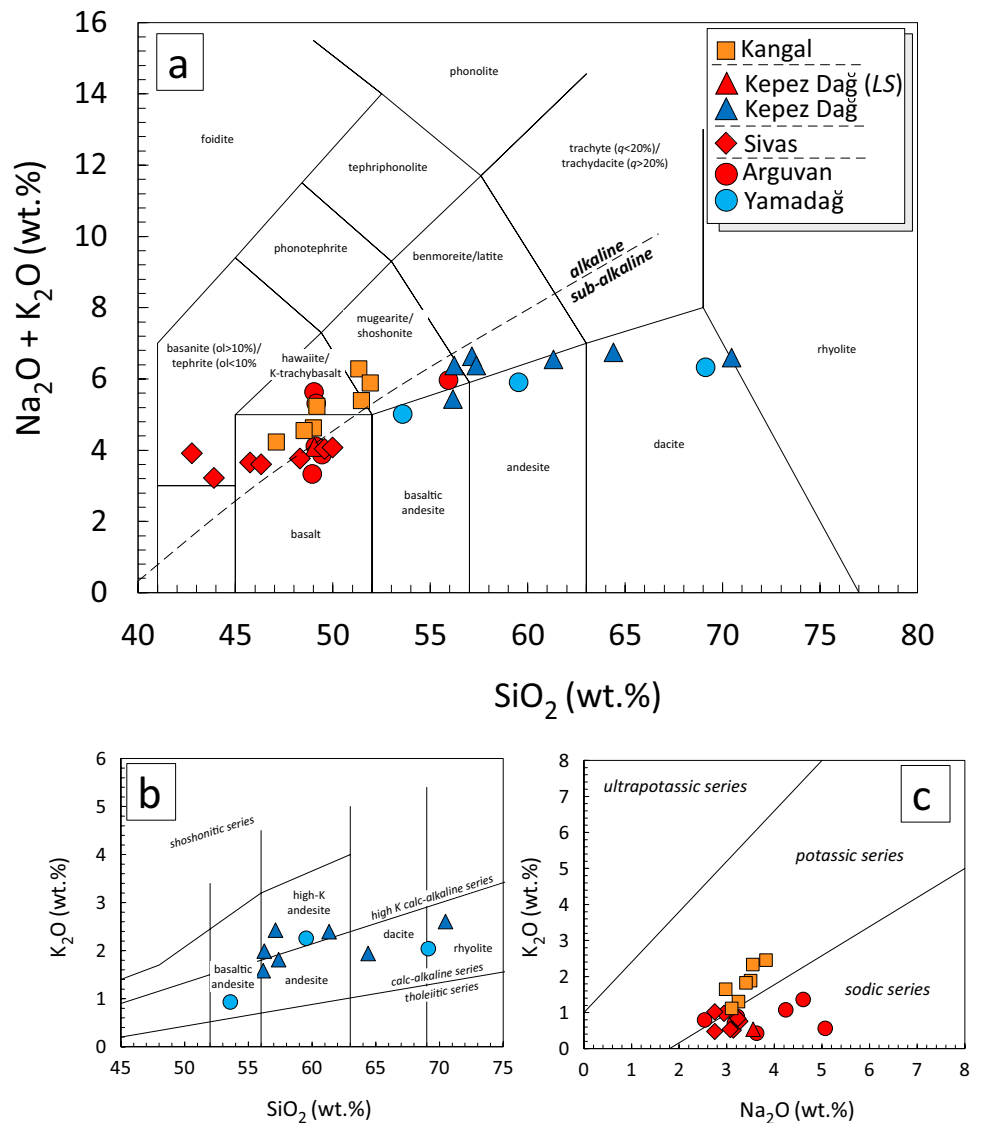 a
Na2O + K2O (wt.%)
16
14
12
10
8
6
4
2
0
40 45 50 55 60 65 70 75 80
SiO2 (wt.%)
phonolite
foidite
tephriphonolite
trachyte (q<20%)/
trachydacite (q>20%)
phonotephrite
benmoreite/latite
alkaline
sub-alkaline
mugearite/
shoshonite
basanite (ol>10%)/
tephrite (ol<10%
hawaiite/
K-trachybasalt
rhyolite
dacite
andesite
basaltic
andesite
basalt
Kangal
Kepez Dağ (LS)
Kepez Dağ
Sivas
Arguvan
Yamadağ
b
K2O (wt.%)
6
5
4
3
2
1
0
45 50 55 60 65 70 75
SiO2 (wt.%)
shoshonitic series
high-K
andesite
high K calc-alkaline series
dacite
rhyolite
basaltic
andesite
andesite
calc-alkaline series
tholeiitic series
c
K2O (wt.%)
8
7
6
5
4
3
2
1
0
0 1 2 3 4 5 6 7 8
Na2O (wt.%)
ultrapotassic series
potassic series
sodic series